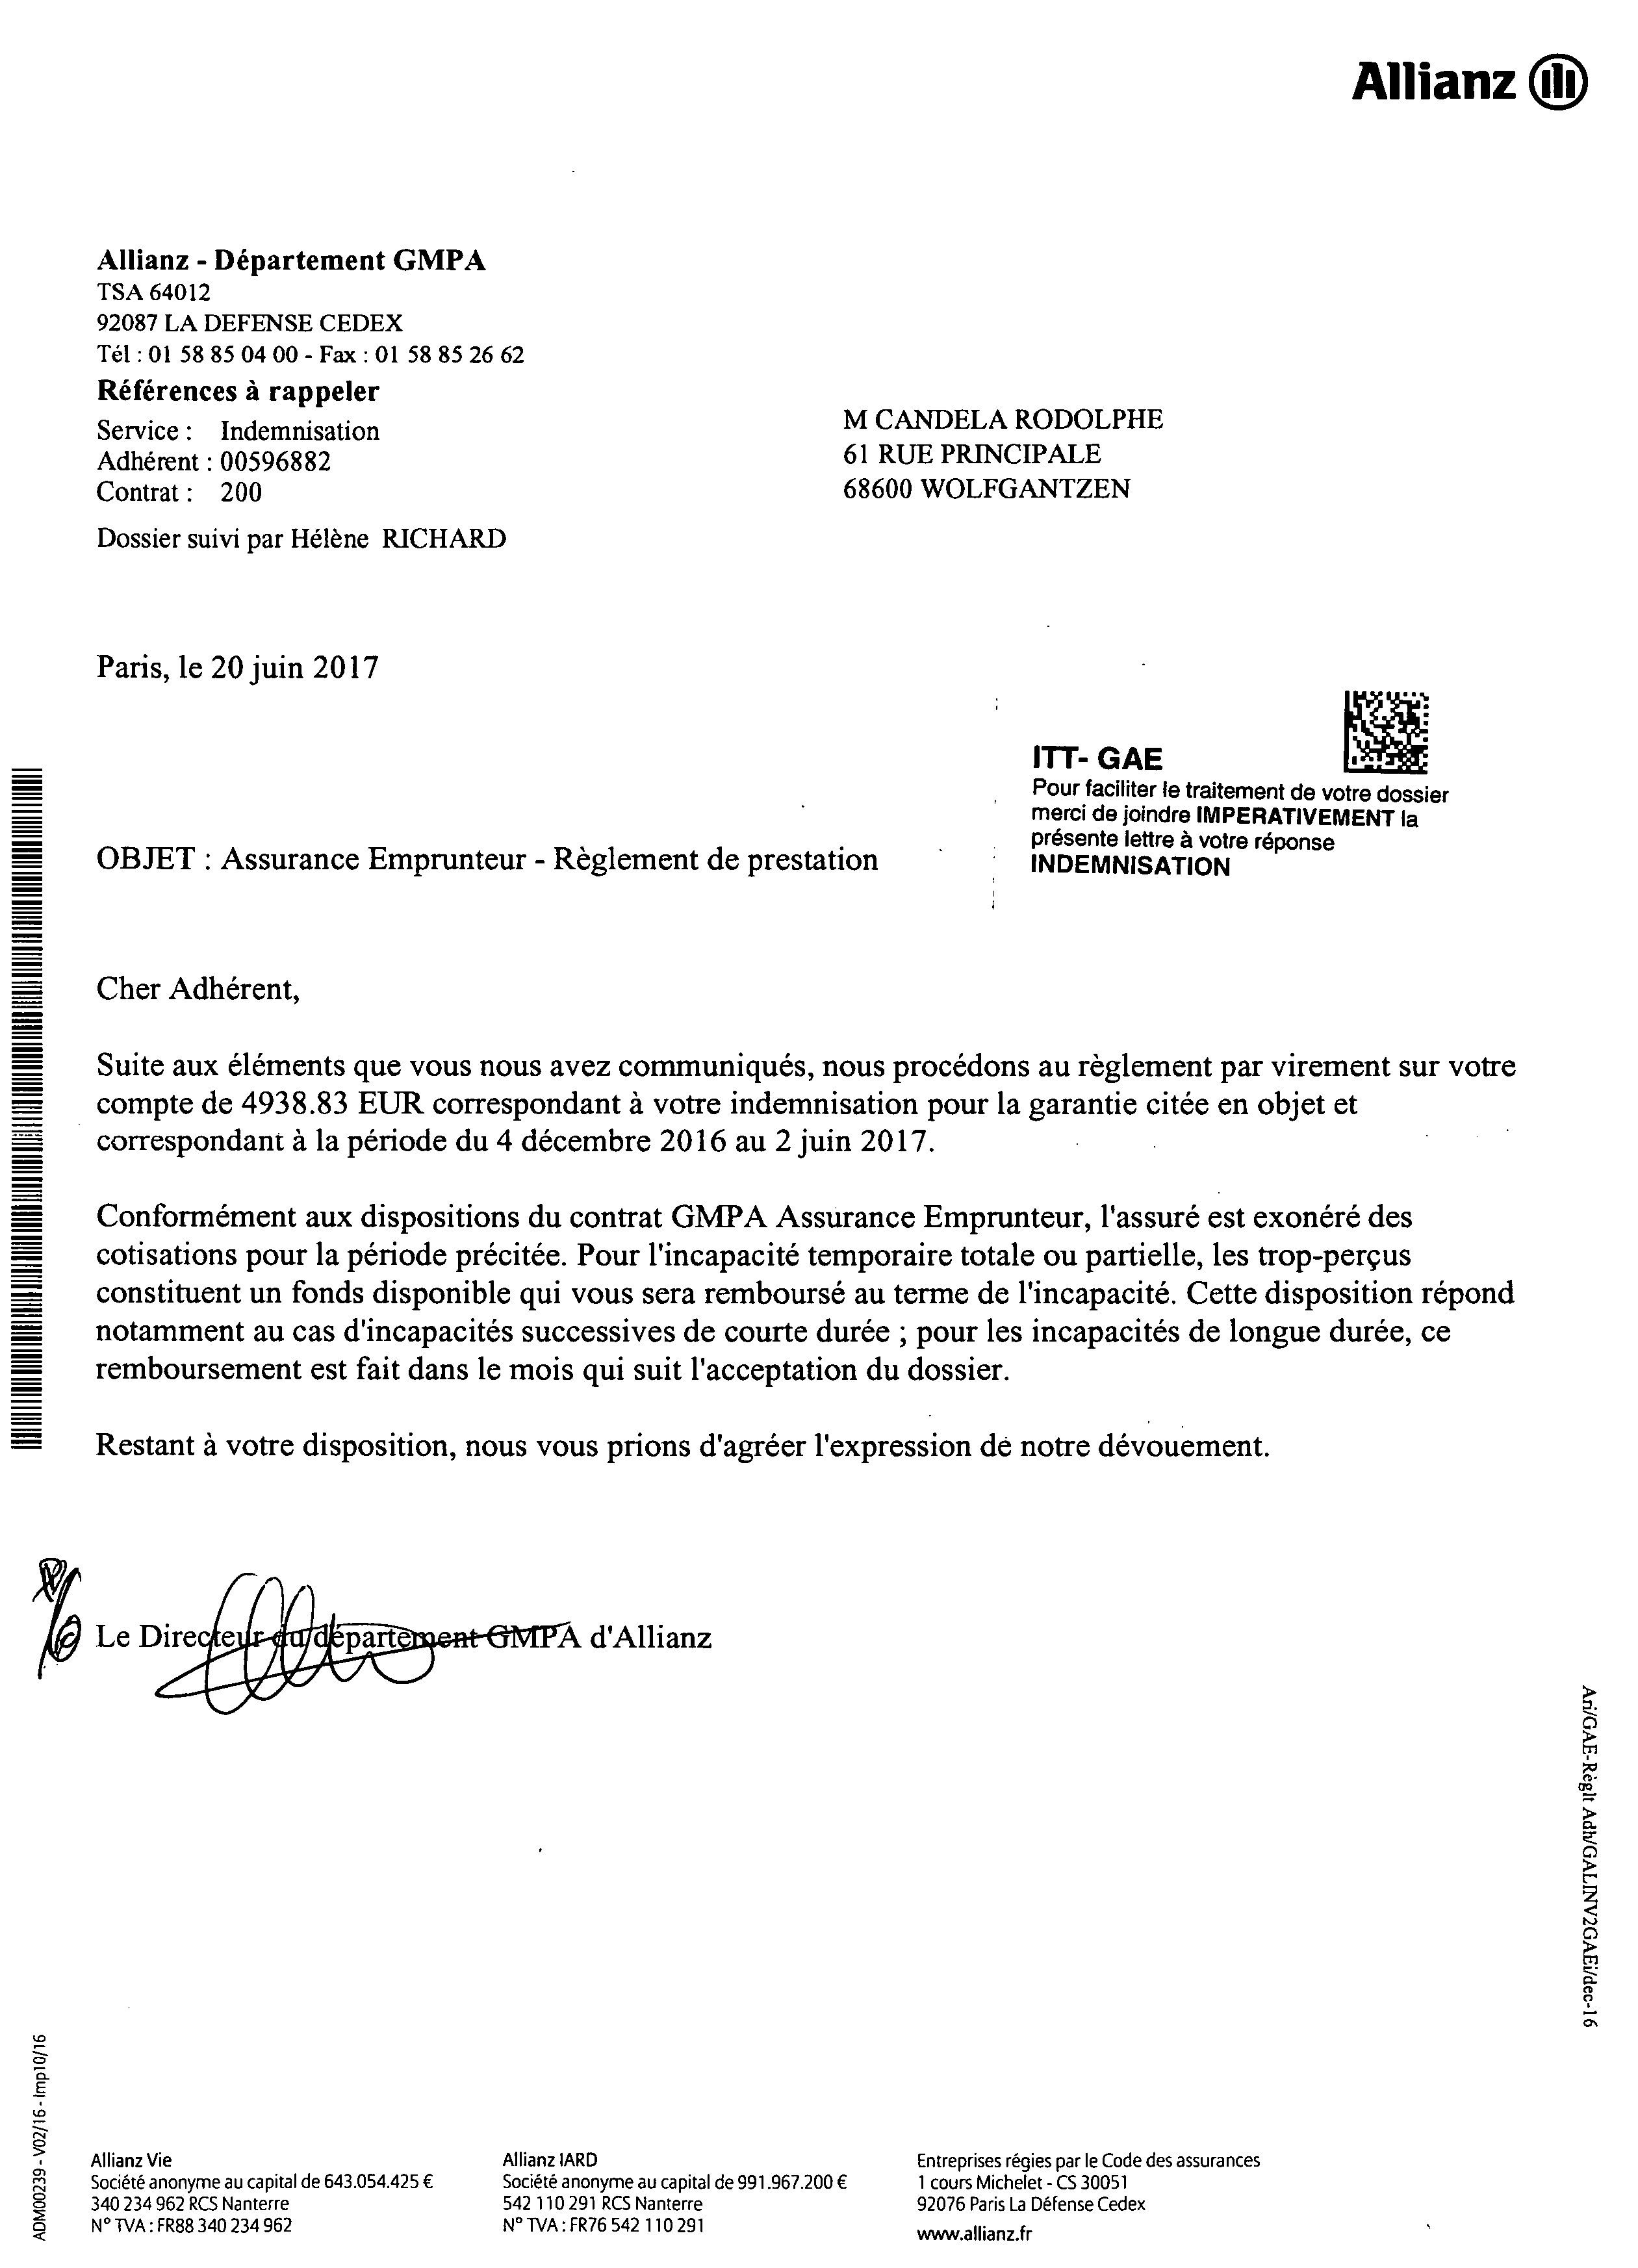 Allianz
Allianz - Département GMPA
TSA 64012
92087 LA DEFENSE CEDEX
Tél : 01 58 85 04 00 - Fax : 01 58 85 26 62
Références à rappeler
Service : Indemnisation
Adhérent : 00596882
Contrat : 200
Dossier suivi par Hélène RICHARD
M CANDELA RODOLPHE
61 RUE PRINCIPALE
68600 WOLFGANTZEN
Paris, le 20 juin 2017
ITT- GAE
Pour faciliter le traitement de votre dossier
merci de joindre IMPERATIVEMENT la
présente lettre à votre réponse
INDEMNISATION
OBJET : Assurance Emprunteur - Règlement de prestation
Cher Adhérent,
Suite aux éléments que vous nous avez communiqués, nous procédons au règlement par virement sur votre
compte de 4938.83 EUR correspondant à votre indemnisation pour la garantie citée en objet et
correspondant à la période du 4 décembre 2016 au 2 juin 2017.
Conformément aux dispositions du contrat GMPA Assurance Emprunteur, l'assuré est exonéré des
cotisations pour la période précitée. Pour l'incapacité temporaire totale ou partielle, les trop-perçus
constituent un fonds disponible qui vous sera remboursé au terme de l'incapacité. Cette disposition répond
notamment au cas d'incapacités successives de courte durée ; pour les incapacités de longue durée, ce
remboursement est fait dans le mois qui suit l'acceptation du dossier.
Restant à votre disposition, nous vous prions d'agréer l'expression de notre dévouement.
Le Directeur du département GMPA d'Allianz
Ari/GAE-Règlt Adh/GALINV2GAEi/dec-16
ADM00239 - V02/16 - Imp10/16
Allianz Vie
Société anonyme au capital de 643.054.425 €
340 234 962 RCS Nanterre
N° TVA : FR88 340 234 962
Allianz IARD
Société anonyme au capital de 991.967.200 €
542 110 291 RCS Nanterre
N° TVA : FR76 542 110 291
Entreprises régies par le Code des assurances
1 cours Michelet - CS 30051
92076 Paris La Défense Cedex
www.allianz.fr